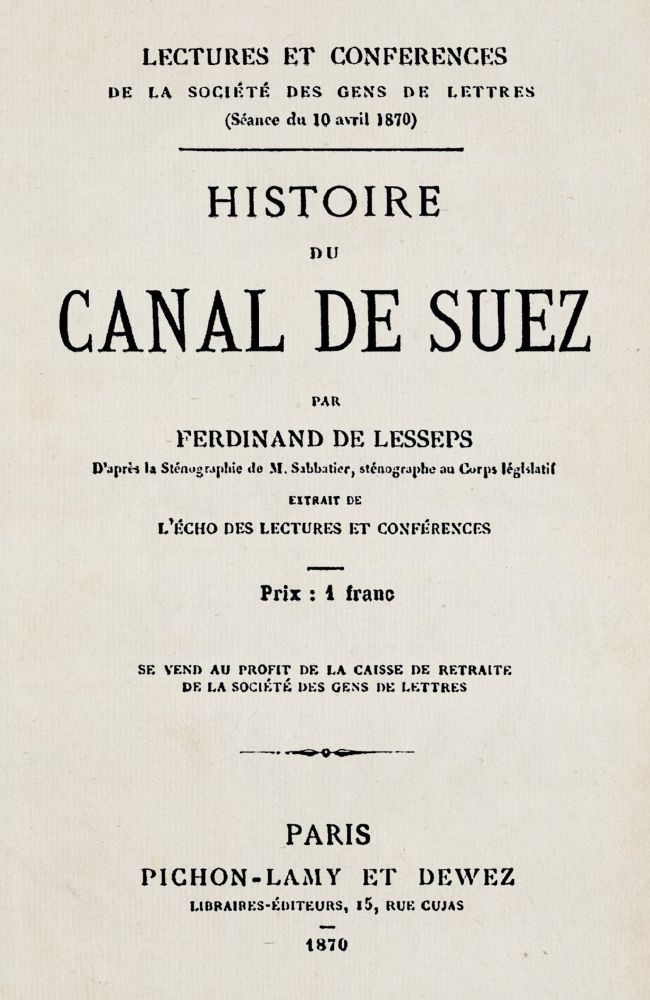 LECTURES ET CONFERENCES
DE LA SOCIÉTÉ DES GENS DE LETTRES
(Séance du 10 avril 1870)
HISTOIRE
DU
CANAL DE SUEZ
PAR
FERDINAND DE LESSEPS
D'après la Sténographie de M. Sabbatier, sténographe au Corps législatif
EXTRAIT DE
L'ÉCHO DES LECTURES ET CONFÉRENCES
Prix : 1 franc
SE VEND AU PROFIT DE LA CAISSE DE RETRAITE
DE LA SOCIÉTÉ DES GENS DE LETTRES
PARIS
PICHON-LAMY ET DEWEZ
LIBRAIRES-ÉDITEURS, 15, RUE CUJAS
1870